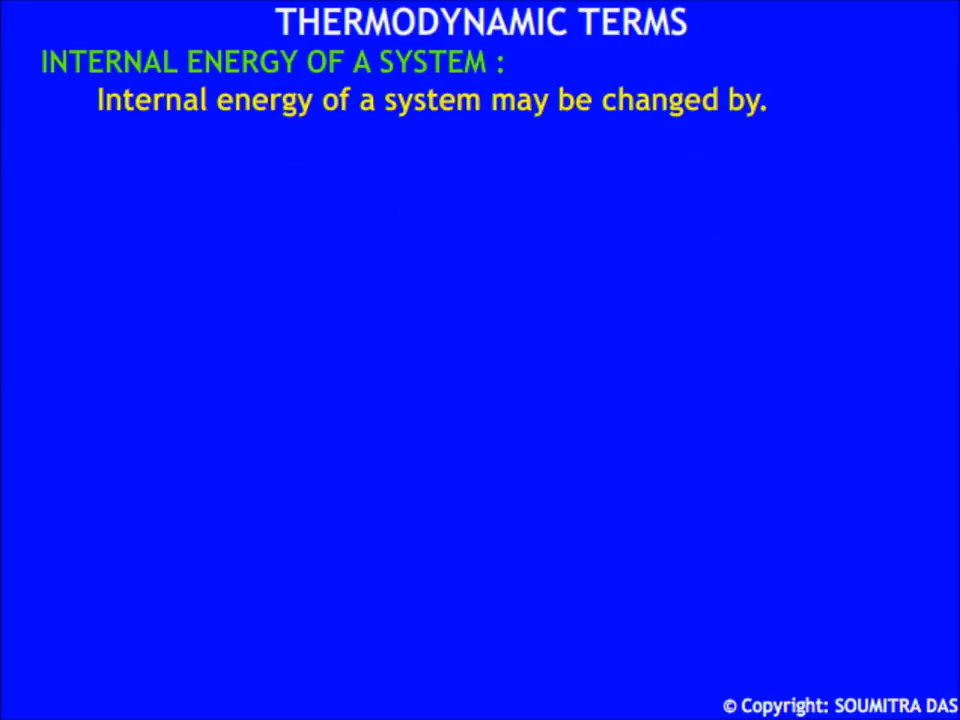 THERMODYNAMIC TERMS
INTERNAL ENERGY OF A SYSTEM :
Internal energy of a system may be changed by.
© Copyright: SOUMITRA DAS